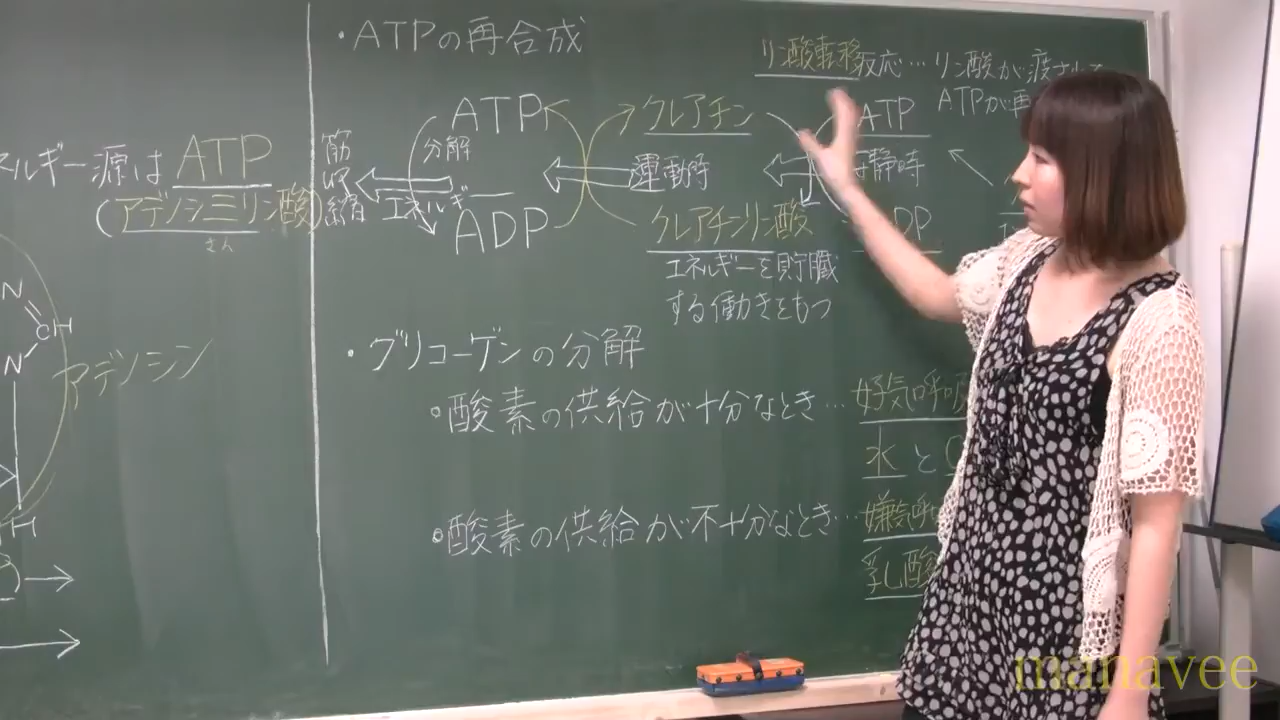 ネルギー源は ATP
(アデノシン三リン酸)
さん
N
CH
N
アデノシン
H
・ATPの再合成
リン酸転移反応… リン酸が渡されて
ATPが再
筋収縮
ATP
分解
エネルギー
ADP
クレアチン
運動時
クレアチンリン酸
エネルギーを貯蔵
する働きをもつ
ATP
安静時
ADP
・グリコーゲンの分解
酸素の供給が十分なとき… 好気呼吸
水と
酸素の供給が不十分なとき… 嫌気呼
乳酸
manavee